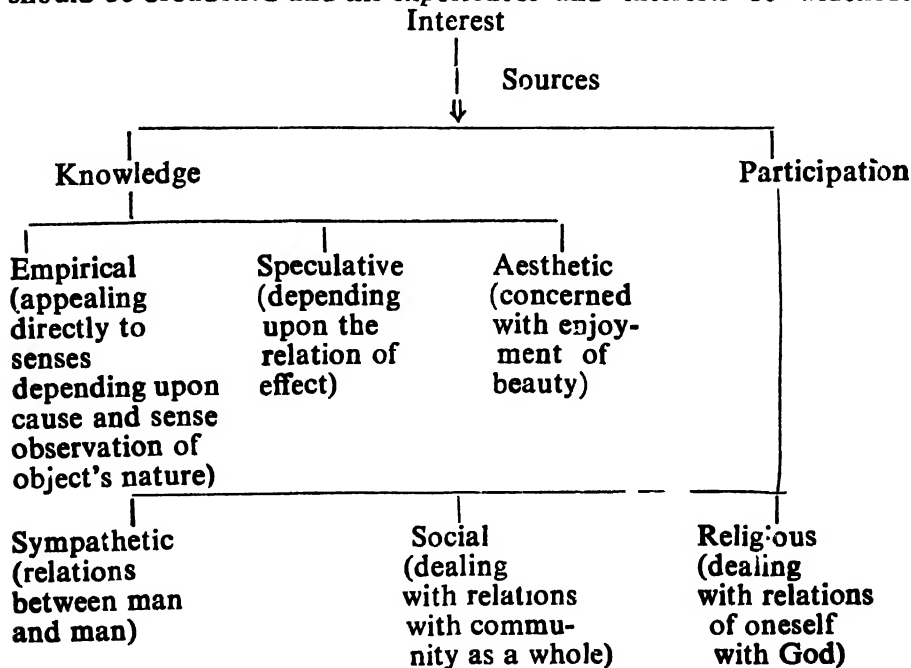 Interest
Sources
Knowledge
Participation
Empirical
(appealing
directly to
senses
depending upon
cause and sense
observation of
object's nature)
Speculative
(depending
upon the
relation of
effect)
Aesthetic
(concerned
with enjoy-
ment of
beauty)
Sympathetic
(relations
between man
and man)
Social
(dealing
with relations
with commu-
nity as a whole)
Religious
(dealing
with relations
of oneself
with God)